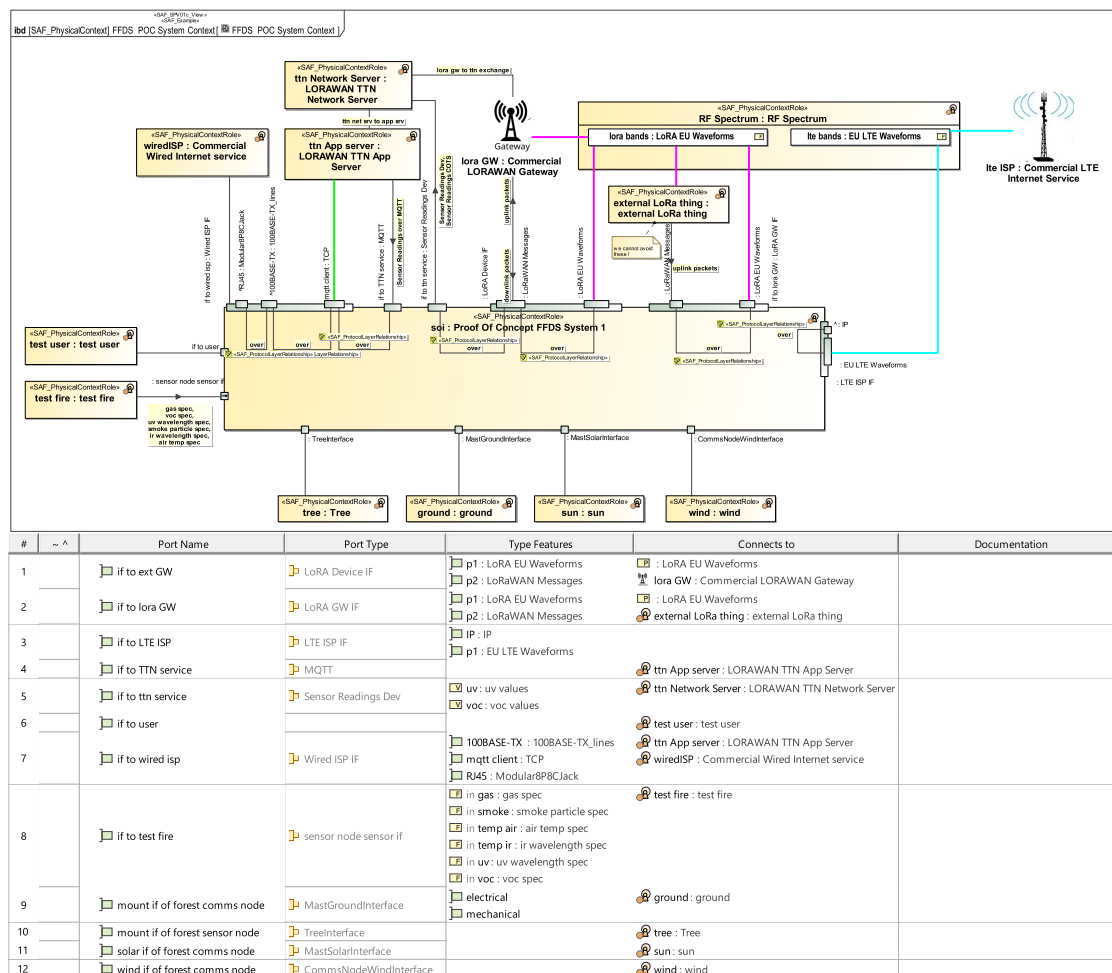 «SAF_SPV01c_View»
«SAF_Example»
ibd [SAF_PhysicalContext] FFDS POC System Context[ FFDS POC System Context ]
«SAF_PhysicalContextRole»
ttn Network Server :
LORAWAN TTN
Network Server
lora gw to ttn exchange
ttn net srv to app srv
«SAF_PhysicalContextRole»
wiredISP : Commercial
Wired Internet service
«SAF_PhysicalContextRole»
ttn App server :
LORAWAN TTN App
Server
Gateway
lora GW : Commercial
LORAWAN Gateway
«SAF_PhysicalContextRole»
RF Spectrum : RF Spectrum
lora bands : LoRA EU Waveforms
lte bands : EU LTE Waveforms
lte ISP : Commercial LTE
Internet Service
«SAF_PhysicalContextRole»
external LoRa thing :
external LoRa thing
we cannot avoid
these !
if to wired isp : Wired ISP IF
^RJ45 : Modular8P8CJack
^100BASE-TX : 100BASE-TX_lines
mqtt client : TCP
if to TTN service : MQTT
Sensor Readings over MQTT
if to ttn service : Sensor Readings Dev
Sensor Readings Dev,
Sensor Readings COTS
: LoRA Device IF
downlink packets
uplink packets
: LoRaWAN Messages
: LoRA EU Waveforms
: LoRaWAN Messages
uplink packets
: LoRA EU Waveforms
if to lora GW : LoRA GW IF
«SAF_PhysicalContextRole»
soi : Proof Of Concept FFDS System 1
over
over
over
over
over
over
over
«SAF_ProtocolLayerRelationship»
LayerRelationship»
«SAF_ProtocolLayerRelationship»
«SAF_ProtocolLayerRelationship»
«SAF_ProtocolLayerRelationship»
«SAF_ProtocolLayerRelationship»
«SAF_ProtocolLayerRelationship»
^ : IP
: EU LTE Waveforms
: LTE ISP IF
«SAF_PhysicalContextRole»
test user : test user
if to user
«SAF_PhysicalContextRole»
test fire : test fire
: sensor node sensor if
gas spec,
voc spec,
uv wavelength spec,
smoke particle spec,
ir wavelength spec,
air temp spec
: TreeInterface
: MastGroundInterface
: MastSolarInterface
: CommsNodeWindInterface
«SAF_PhysicalContextRole»
tree : Tree
«SAF_PhysicalContextRole»
ground : ground
«SAF_PhysicalContextRole»
sun : sun
«SAF_PhysicalContextRole»
wind : wind
# ~ ^ Port Name Port Type Type Features Connects to Documentation
1 if to ext GW LoRA Device IF p1 : LoRA EU Waveforms : LoRA EU Waveforms
p2 : LoRaWAN Messages lora GW : Commercial LORAWAN Gateway
2 if to lora GW LoRA GW IF p1 : LoRA EU Waveforms : LoRA EU Waveforms
p2 : LoRaWAN Messages external LoRa thing : external LoRa thing
3 if to LTE ISP LTE ISP IF IP : IP
p1 : EU LTE Waveforms
4 if to TTN service MQTT ttn App server : LORAWAN TTN App Server
5 if to ttn service Sensor Readings Dev uv : uv values ttn Network Server : LORAWAN TTN Network Server
voc : voc values
6 if to user test user : test user
7 if to wired isp Wired ISP IF 100BASE-TX : 100BASE-TX_lines ttn App server : LORAWAN TTN App Server
mqtt client : TCP wiredISP : Commercial Wired Internet service
RJ45 : Modular8P8CJack
8 if to test fire sensor node sensor if in gas : gas spec test fire : test fire
in smoke : smoke particle spec
in temp air : air temp spec
in temp ir : ir wavelength spec
in uv : uv wavelength spec
in voc : voc spec
9 mount if of forest comms node MastGroundInterface electrical ground : ground
mechanical
10 mount if of forest sensor node TreeInterface tree : Tree
11 solar if of forest comms node MastSolarInterface sun : sun
12 wind if of forest comms node CommsNodeWindInterface wind : wind